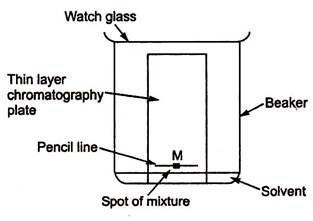 Watch glass
Thin layer
chromatography
plate
Beaker
Pencil line
M
Solvent
Spot of mixture